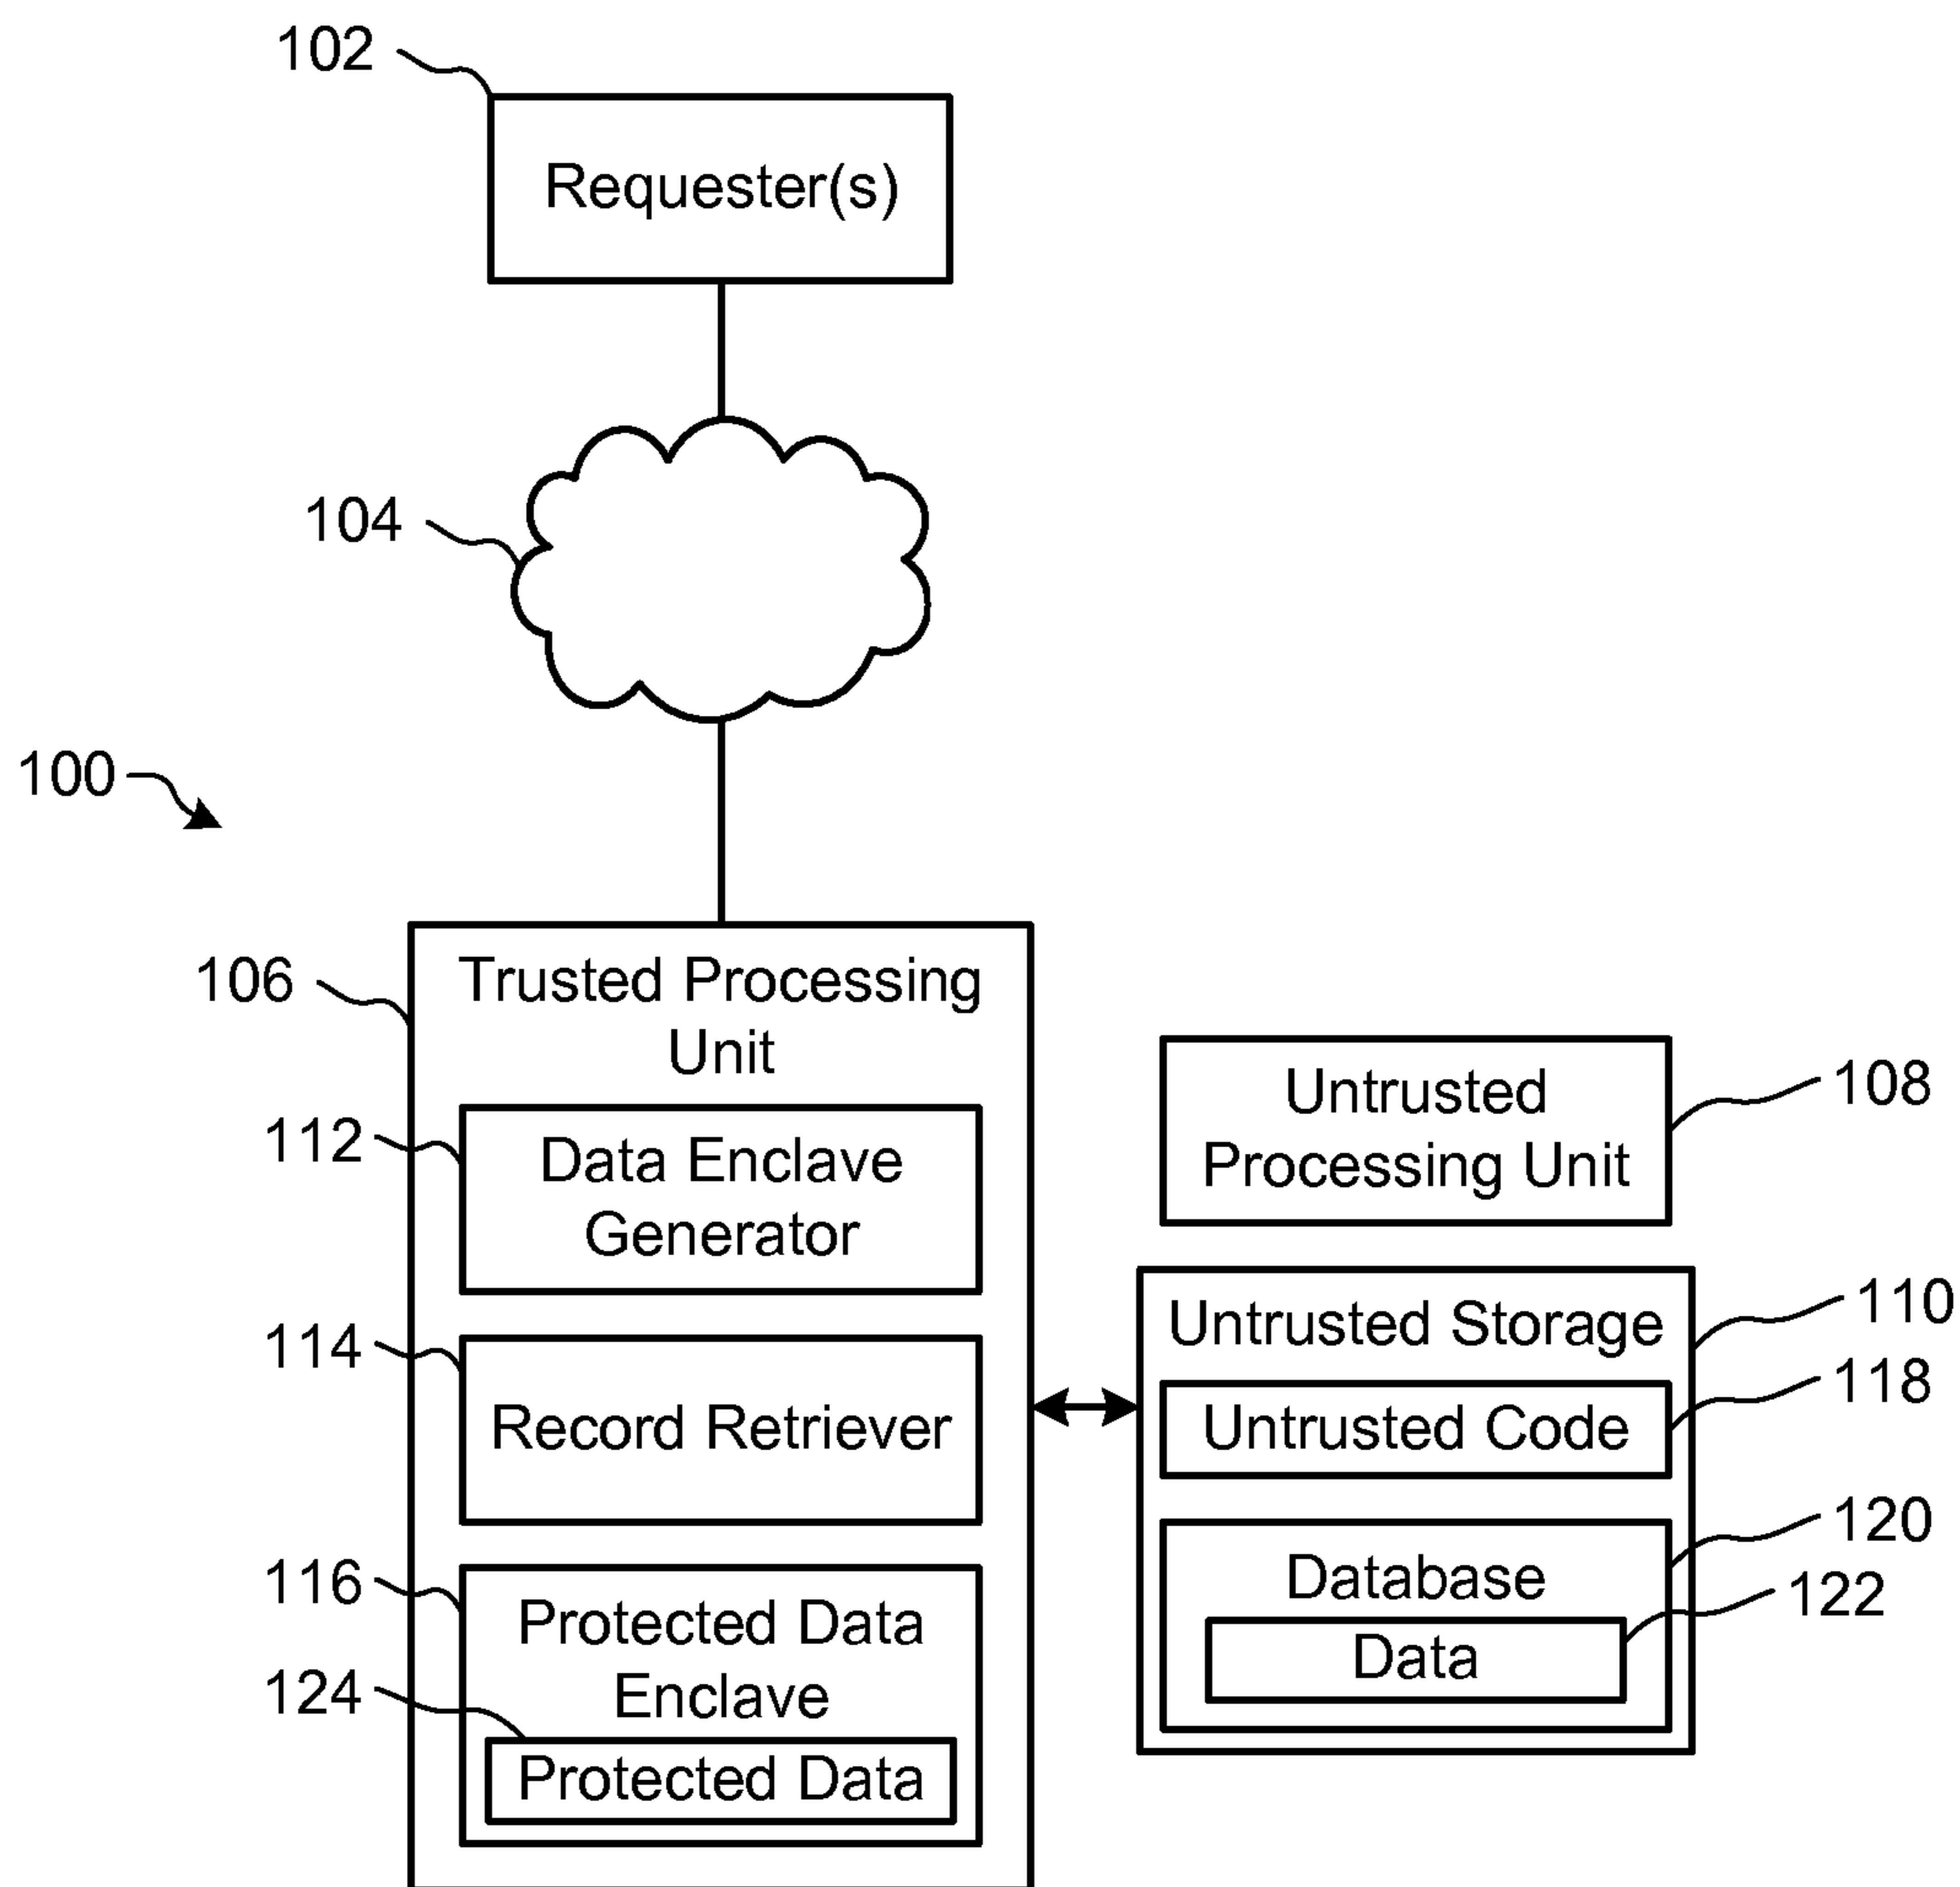 102
Requester(s)
104
100
106
Trusted Processing
Unit
112
Data Enclave
Generator
114
Record Retriever
116
Protected Data
Enclave
124
Protected Data
Untrusted
Processing Unit
108
Untrusted Storage
110
Untrusted Code
118
Database
120
Data
122